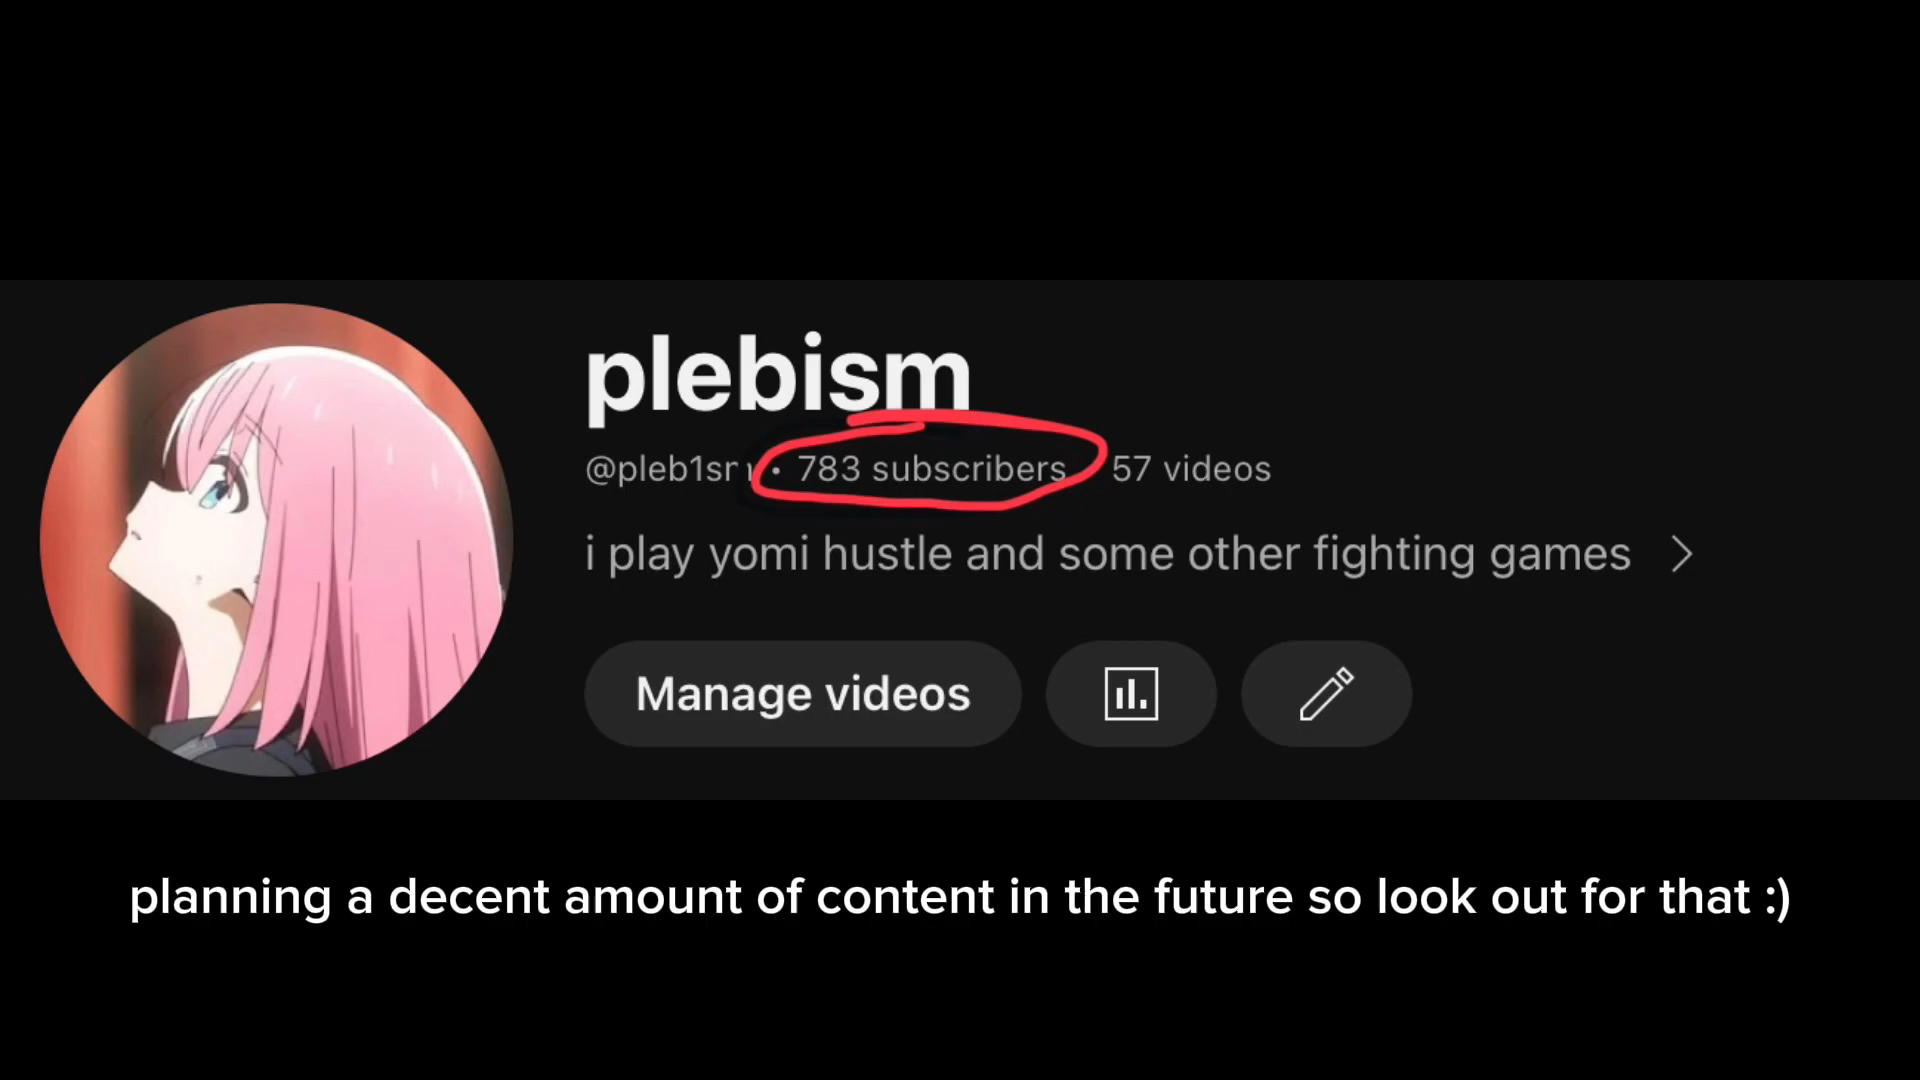 plebism
@pleb1sm • 783 subscribers 57 videos
i play yomi hustle and some other fighting games
Manage videos
planning a decent amount of content in the future so look out for that :)